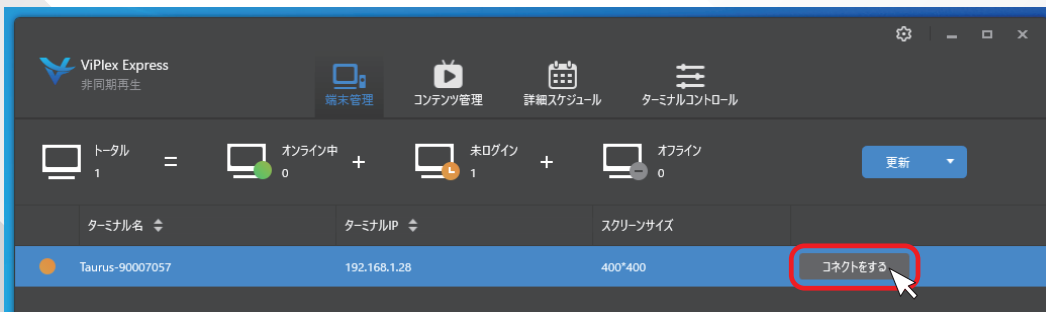 ViPlex Express
非同期再生
端末管理
コンテンツ管理
詳細スケジュール
ターミナルコントロール
トータル
1
=
オンライン中
0
+
未ログイン
1
+
オフライン
0
更新
ターミナル名
ターミナルIP
スクリーンサイズ
Taurus-90007057
192.168.1.28
400*400
コネクトをする